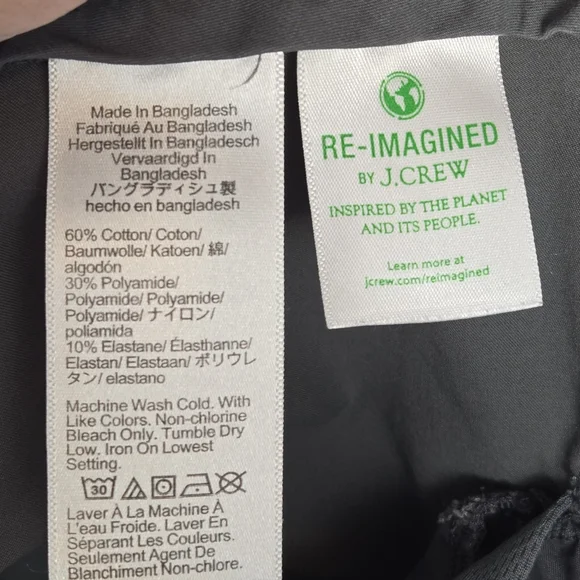 Made In Bangladesh
Fabriqué Au Bangladesh
Hergestellt In Bangladesch
Vervaardigd In
Bangladesh
バングラディシュ製
hecho en bangladesh
60% Cotton/ Coton/
Baumwolle/ Katoen/ 綿/
algodón
30% Polyamide/
Polyamide/ Polyamide/
Polyamide/ ナイロン/
poliamida
10% Elastane/ Élasthanne/
Elastan/ Elastaan/ ポリウレ
タン/ elastano
Machine Wash Cold. With
Like Colors. Non-chlorine
Bleach Only. Tumble Dry
Low. Iron On Lowest
Setting.
30
Laver À La Machine À
L'eau Froide. Laver En
Séparant Les Couleurs.
Seulement Agent De
Blanchiment Non-chlore.
RE-IMAGINED
BY J.CREW
INSPIRED BY THE PLANET
AND ITS PEOPLE.
Learn more at
jcrew.com/reimagined